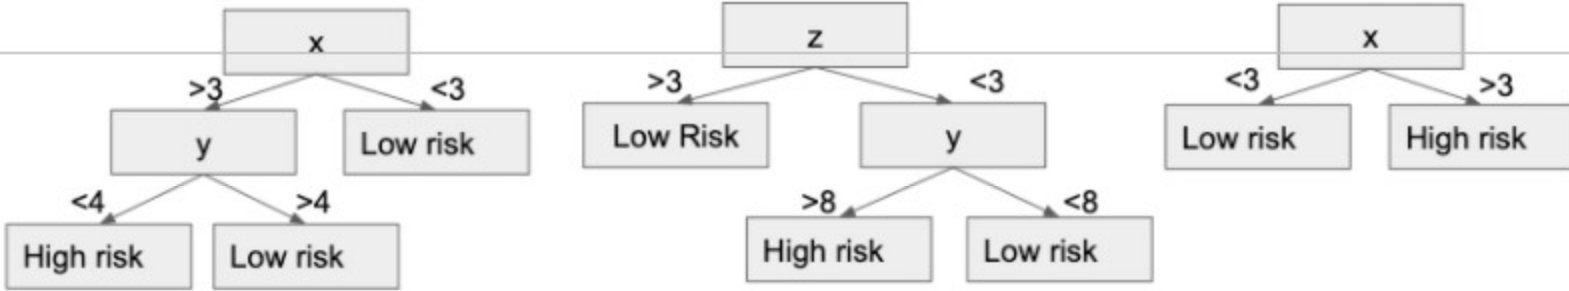 x
>3
<3
y
Low risk
<4
>4
High risk
Low risk
z
>3
<3
Low Risk
y
>8
<8
High risk
Low risk
x
<3
>3
Low risk
High risk